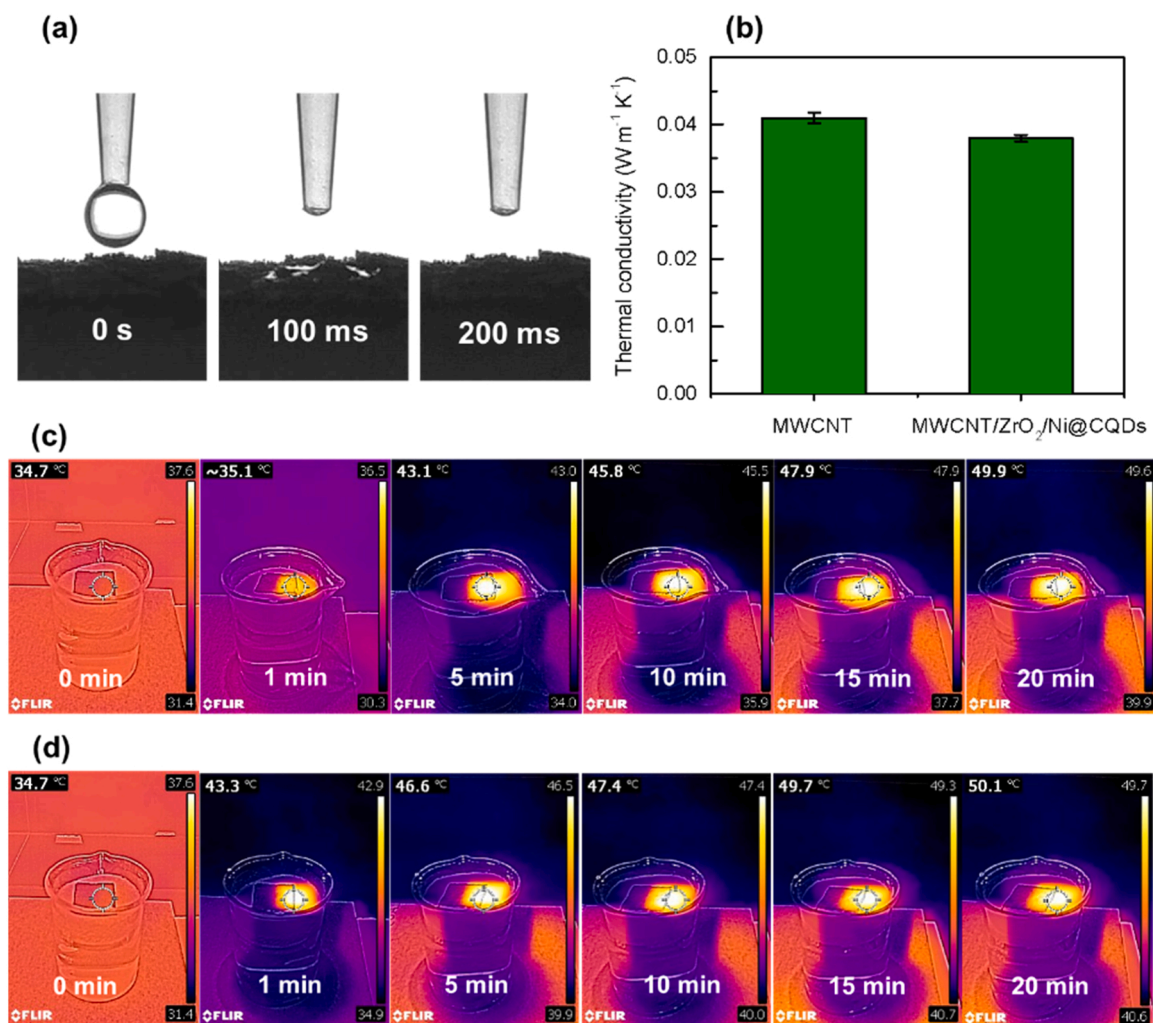 (a)
0 s
100 ms
200 ms
(b)
Thermal conductivity (W m⁻¹ K⁻¹)
0.05
0.04
0.03
0.02
0.01
0.00
MWCNT
MWCNT/ZrO₂/Ni@CQDs
(c)
34.7 °C
37.6
0 min
FLIR
31.4
~35.1 °C
36.5
1 min
FLIR
30.3
43.1 °C
43.0
5 min
FLIR
34.0
45.8 °C
45.5
10 min
FLIR
35.9
47.9 °C
47.9
15 min
FLIR
37.7
49.9 °C
49.6
20 min
FLIR
39.9
(d)
34.7 °C
37.6
0 min
FLIR
31.4
43.3 °C
42.9
1 min
FLIR
34.9
46.6 °C
46.5
5 min
FLIR
39.9
47.4 °C
47.4
10 min
FLIR
40.0
49.7 °C
49.3
15 min
FLIR
40.7
50.1 °C
49.7
20 min
FLIR
40.6